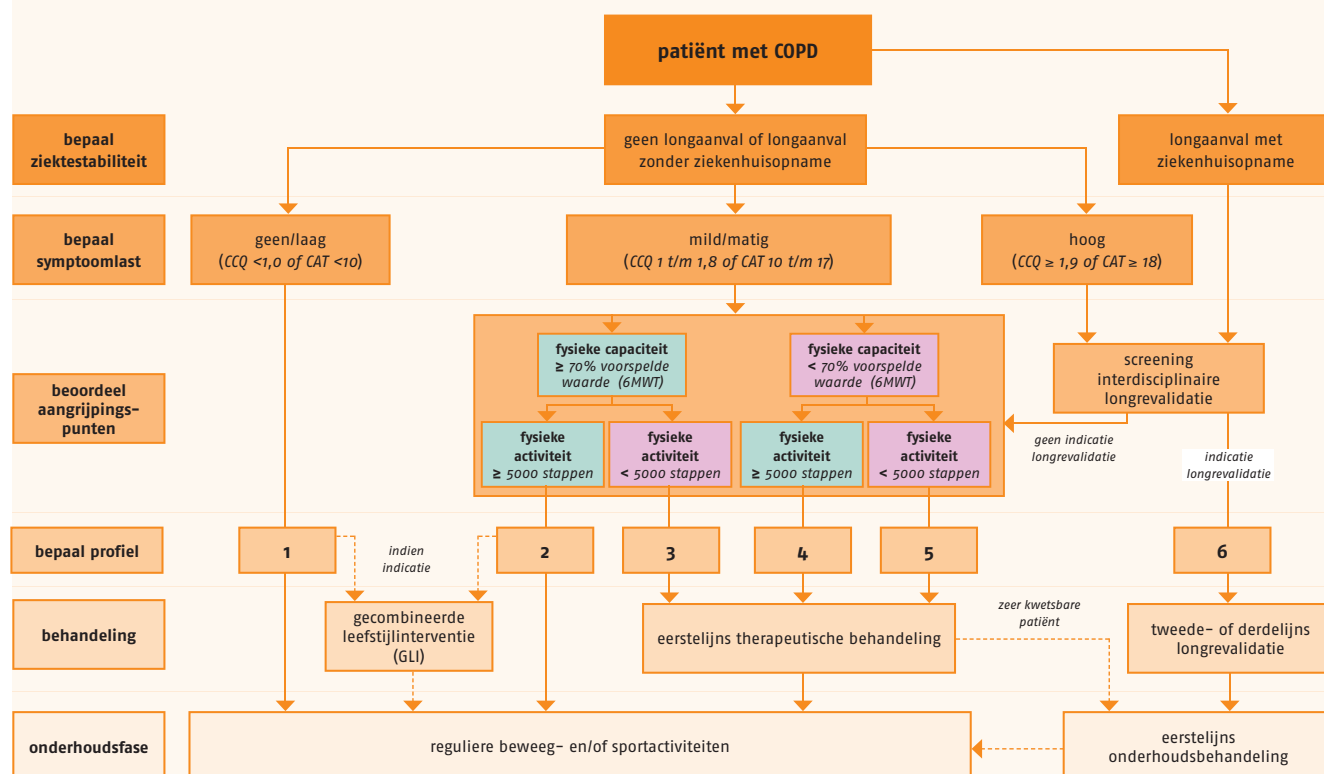 patiënt met COPD
bepaal
ziektestabiliteit
geen longaanval of longaanval
zonder ziekenhuisopname
longaanval met
ziekenhuisopname
bepaal
symptoomlast
geen/laag
(CCQ <1,0 of CAT <10)
mild/matig
(CCQ 1 t/m 1,8 of CAT 10 t/m 17)
hoog
(CCQ ≥ 1,9 of CAT ≥ 18)
beoordeel
aangrijpings-
punten
fysieke capaciteit
≥ 70% voorspelde
waarde (6MWT)
fysieke capaciteit
< 70% voorspelde
waarde (6MWT)
screening
interdisciplinaire
longrevalidatie
fysieke
activiteit
≥ 5000 stappen
fysieke
activiteit
< 5000 stappen
fysieke
activiteit
≥ 5000 stappen
fysieke
activiteit
< 5000 stappen
geen indicatie
longrevalidatie
indicatie
longrevalidatie
bepaal profiel
1
indien
indicatie
2
3
4
5
6
behandeling
gecombineerde
leefstijlinterventie
(GLI)
eerstelijns therapeutische behandeling
zeer kwetsbare
patiënt
tweede- of derdelijns
longrevalidatie
onderhoudsfase
reguliere beweeg- en/of sportactiviteiten
eerstelijns
onderhoudsbehandeling